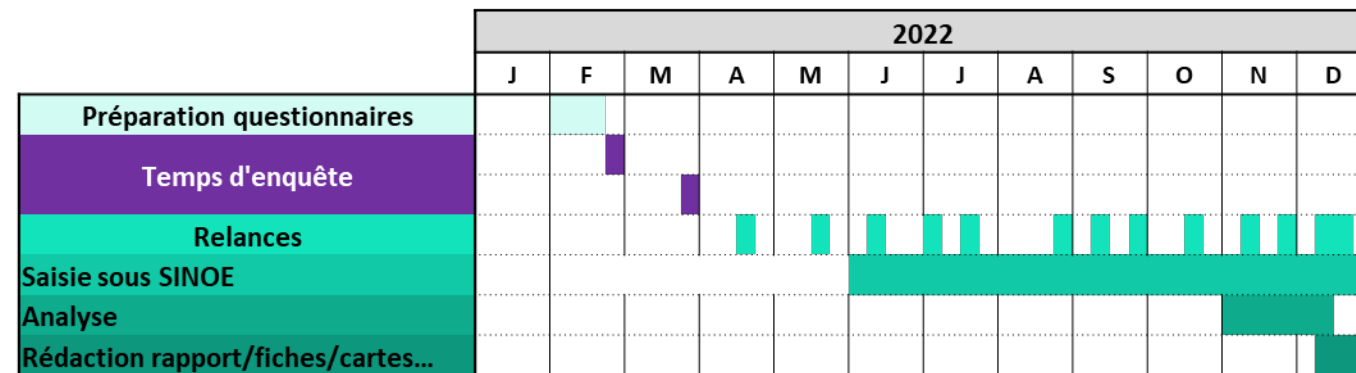 2022
J F M A M J J A S O N D
Préparation questionnaires
Temps d'enquête
Relances
Saisie sous SINOE
Analyse
Rédaction rapport/fiches/cartes...